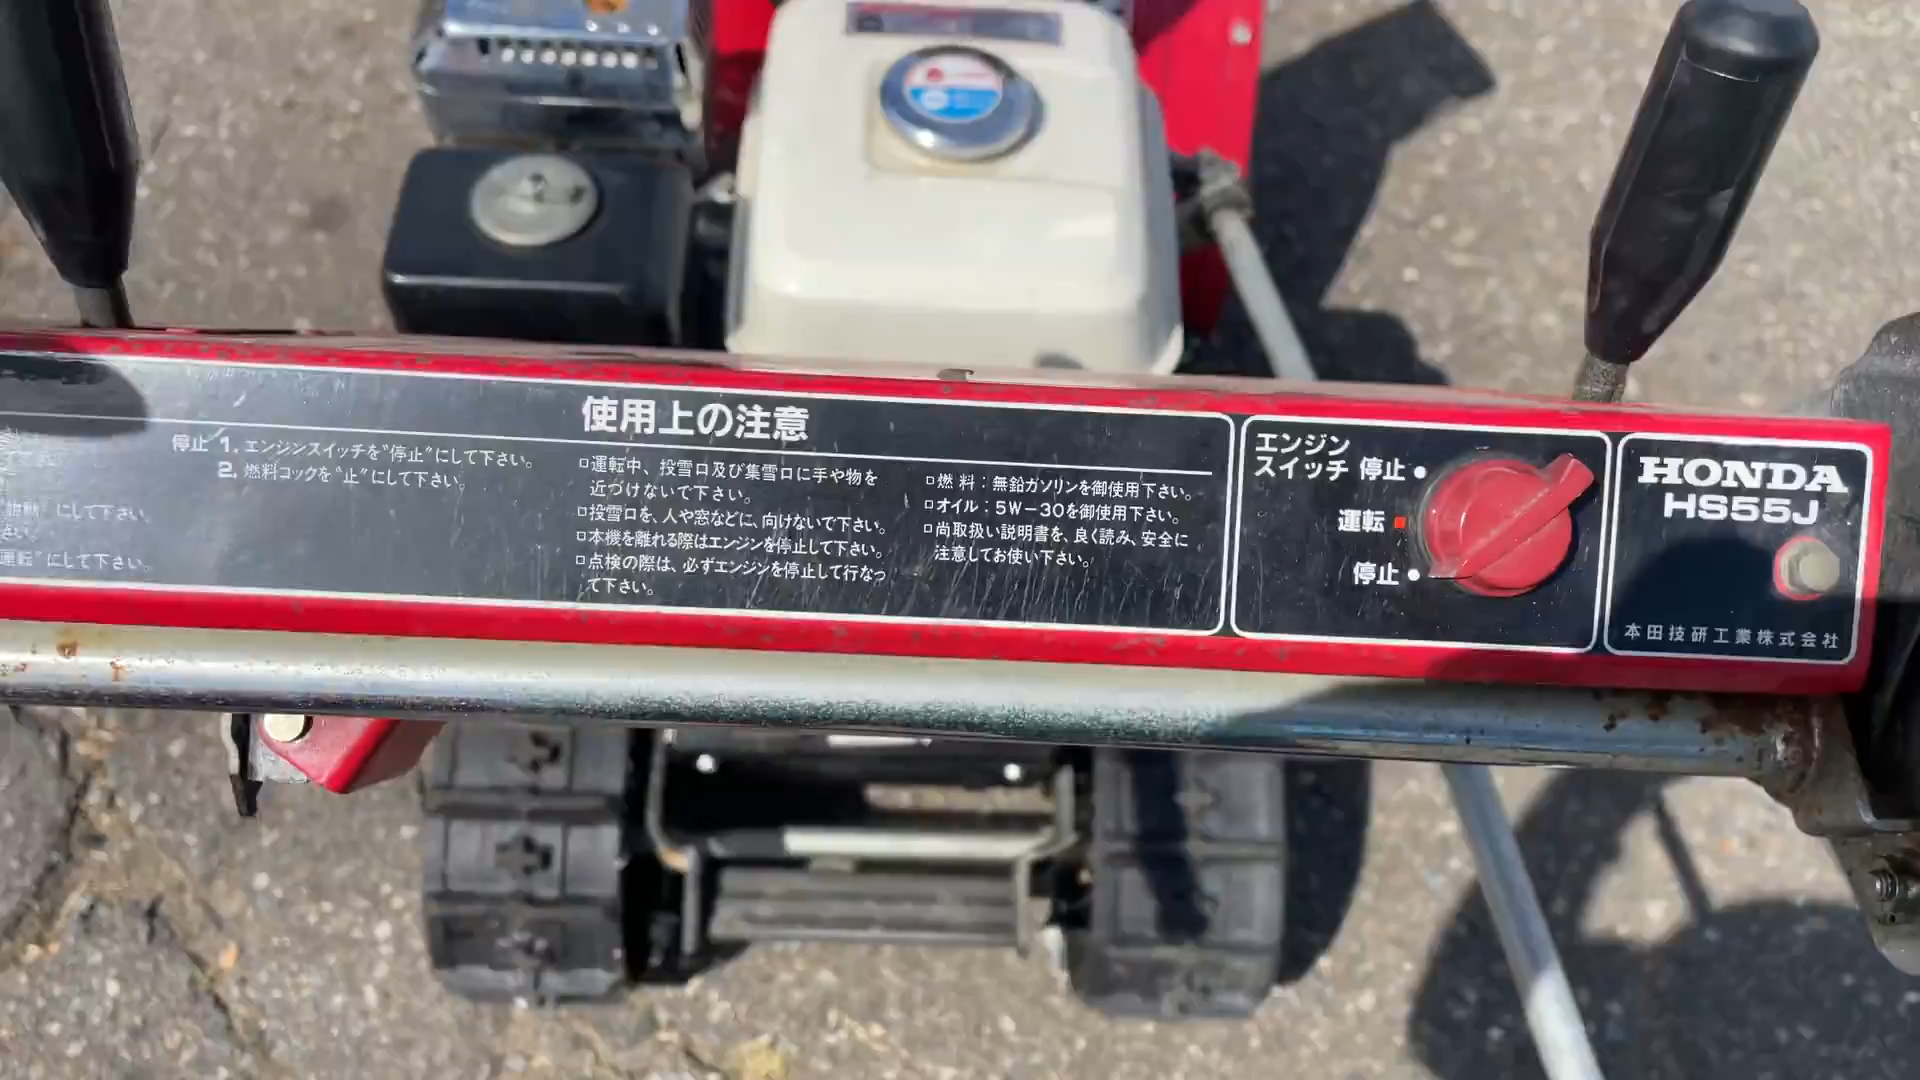 使用上の注意
停止 1. エンジンスイッチを"停止"にして下さい。
2. 燃料コックを"止"にして下さい。
にして下さい。
さい。
運転"にして下さい。
□運転中、投雪口及び集雪口に手や物を
近づけないで下さい。
□投雪口を、人や窓などに、向けないで下さい。
□本機を離れる際はエンジンを停止して下さい。
□点検の際は、必ずエンジンを停止して行なっ
て下さい。
□燃料：無鉛ガソリンを御使用下さい。
□オイル：5W－30を御使用下さい。
□尚取扱い説明書を、良く読み、安全に
注意してお使い下さい。
エンジン
スイッチ 停止
運転
停止
HONDA
HS55J
本田技研工業株式会社